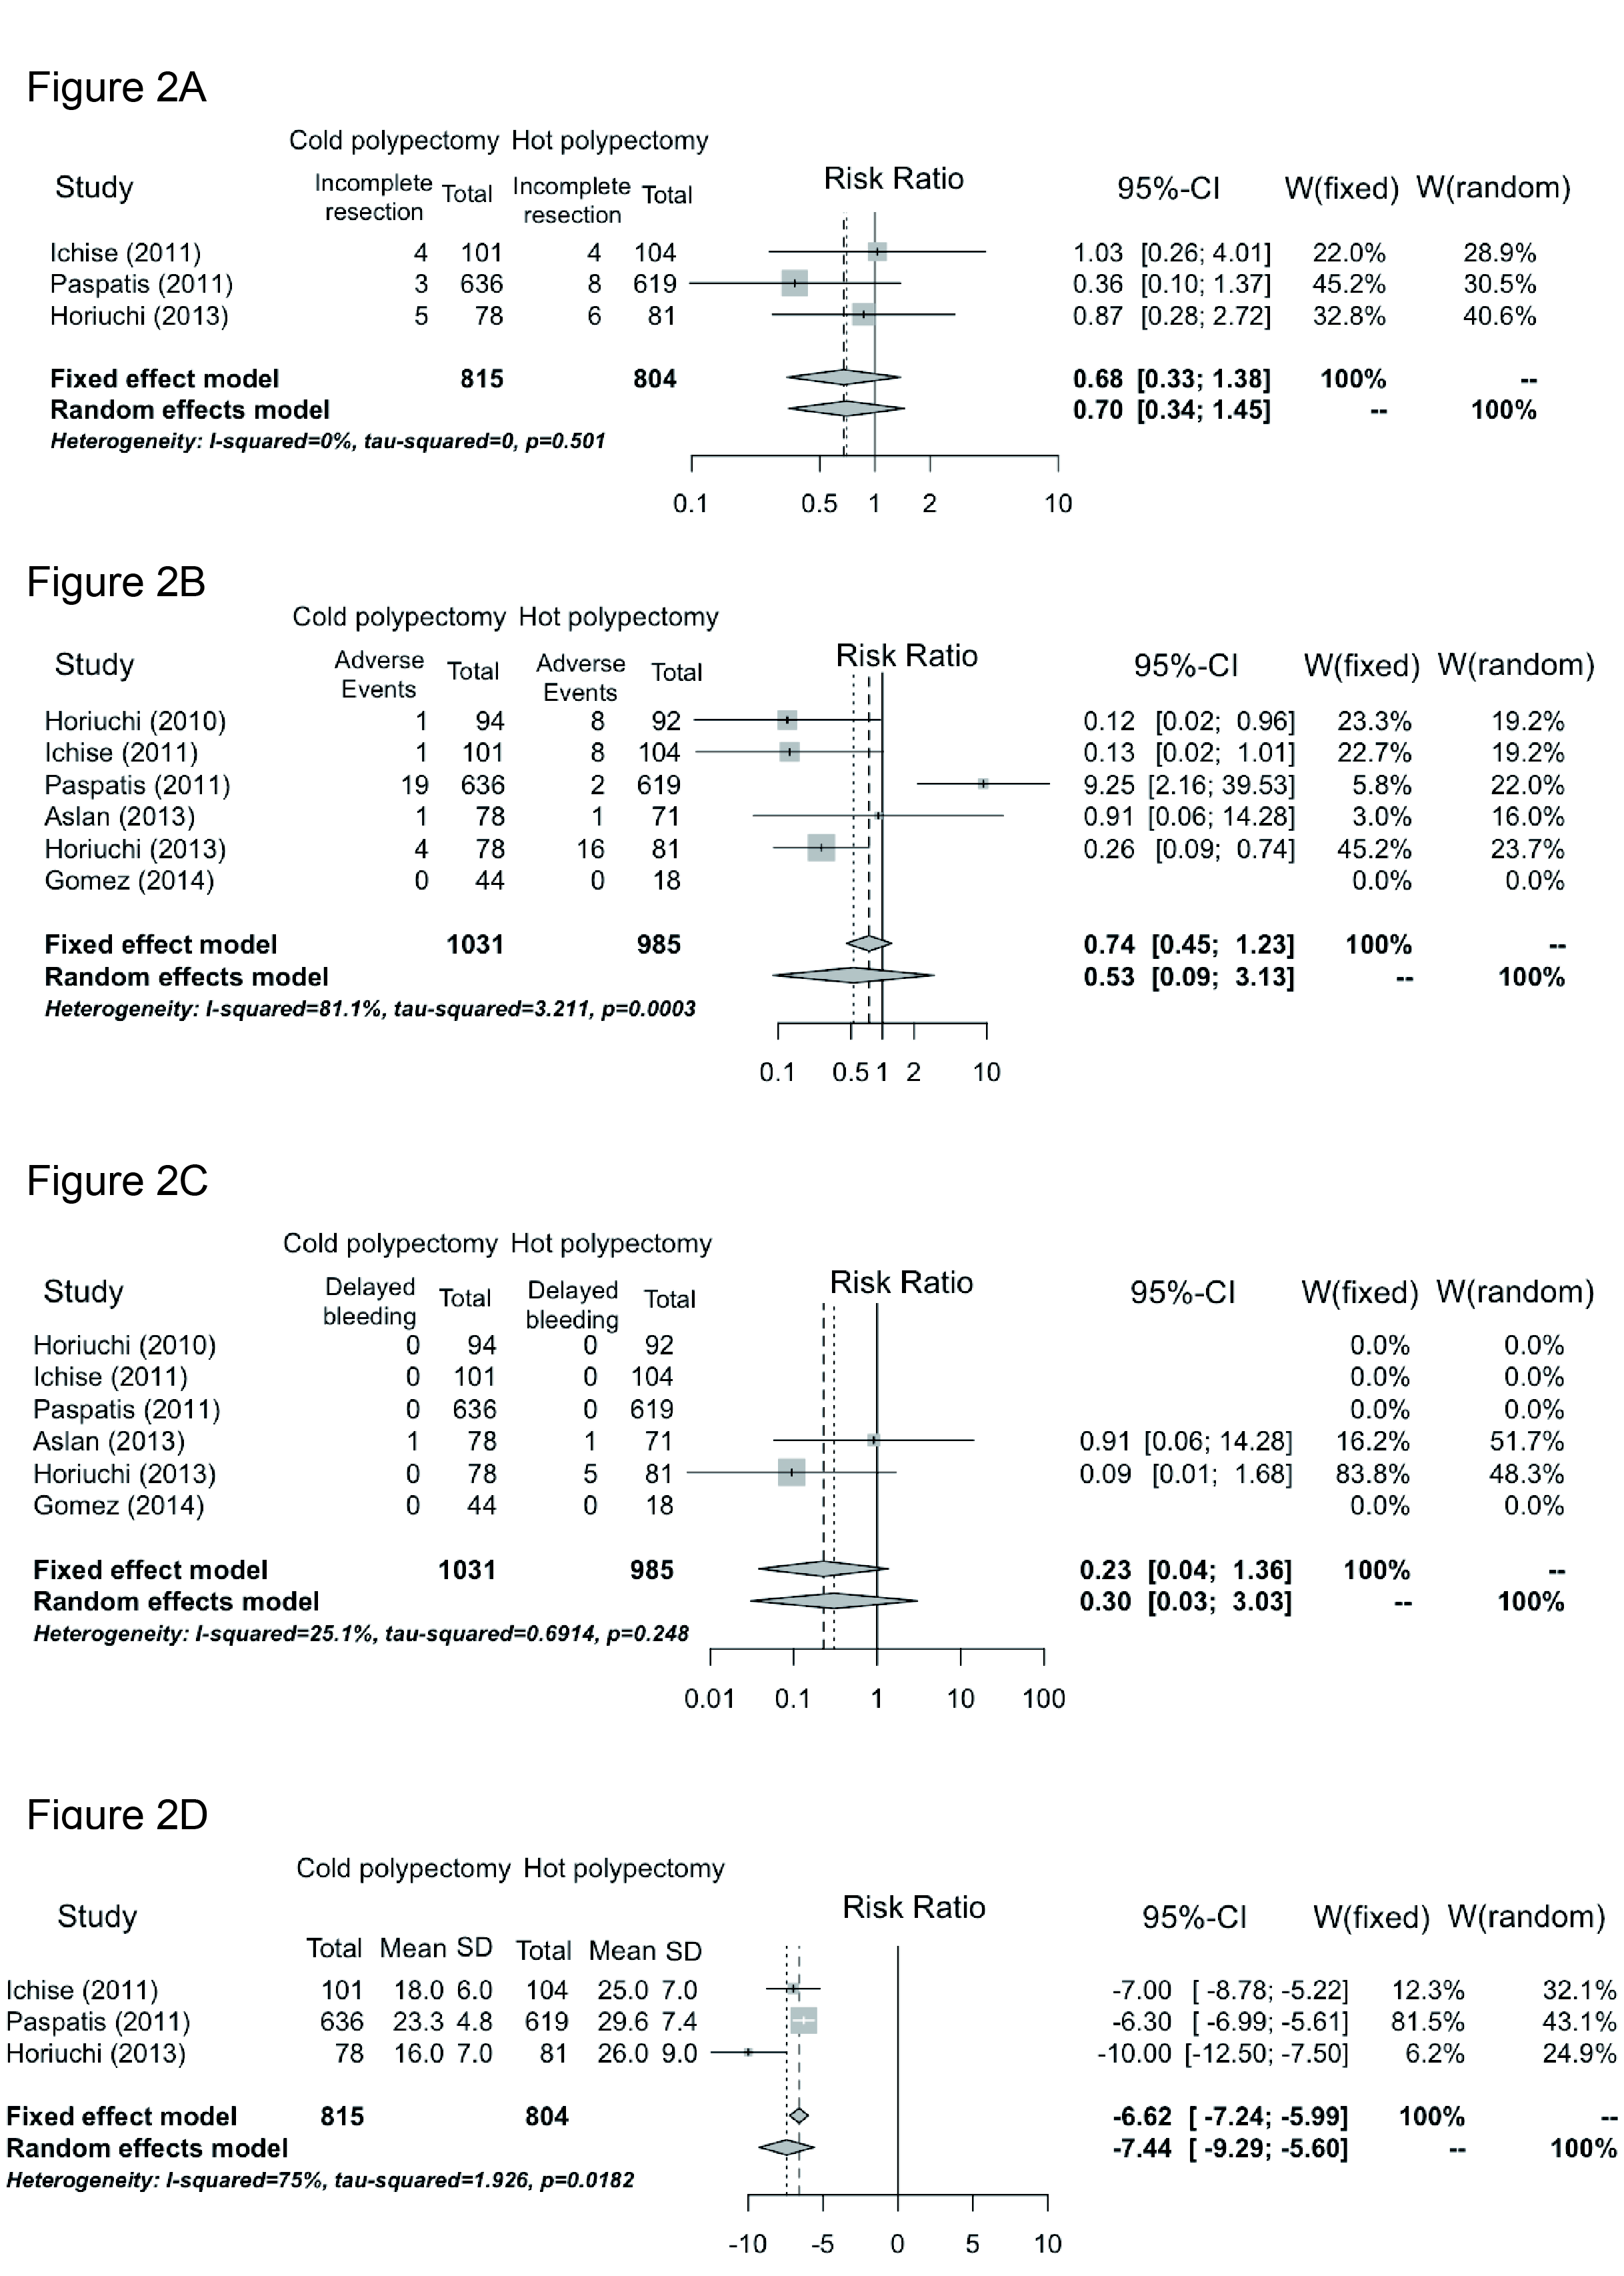 Figure 2A
Cold polypectomy Hot polypectomy
Study Incomplete resection Total Incomplete resection Total Risk Ratio 95%-CI W(fixed) W(random)
Ichise (2011) 4 101 4 104 1.03 [0.26; 4.01] 22.0% 28.9%
Paspatis (2011) 3 636 8 619 0.36 [0.10; 1.37] 45.2% 30.5%
Horiuchi (2013) 5 78 6 81 0.87 [0.28; 2.72] 32.8% 40.6%
Fixed effect model 815 804 0.68 [0.33; 1.38] 100% --
Random effects model 0.70 [0.34; 1.45] -- 100%
Heterogeneity: I-squared=0%, tau-squared=0, p=0.501
0.1 0.5 1 2 10
Figure 2B
Cold polypectomy Hot polypectomy
Study Adverse Events Total Adverse Events Total Risk Ratio 95%-CI W(fixed) W(random)
Horiuchi (2010) 1 94 8 92 0.12 [0.02; 0.96] 23.3% 19.2%
Ichise (2011) 1 101 8 104 0.13 [0.02; 1.01] 22.7% 19.2%
Paspatis (2011) 19 636 2 619 9.25 [2.16; 39.53] 5.8% 22.0%
Aslan (2013) 1 78 1 71 0.91 [0.06; 14.28] 3.0% 16.0%
Horiuchi (2013) 4 78 16 81 0.26 [0.09; 0.74] 45.2% 23.7%
Gomez (2014) 0 44 0 18 0.0% 0.0%
Fixed effect model 1031 985 0.74 [0.45; 1.23] 100% --
Random effects model 0.53 [0.09; 3.13] -- 100%
Heterogeneity: I-squared=81.1%, tau-squared=3.211, p=0.0003
0.1 0.5 1 2 10
Figure 2C
Cold polypectomy Hot polypectomy
Study Delayed bleeding Total Delayed bleeding Total Risk Ratio 95%-CI W(fixed) W(random)
Horiuchi (2010) 0 94 0 92 0.0% 0.0%
Ichise (2011) 0 101 0 104 0.0% 0.0%
Paspatis (2011) 0 636 0 619 0.0% 0.0%
Aslan (2013) 1 78 1 71 0.91 [0.06; 14.28] 16.2% 51.7%
Horiuchi (2013) 0 78 5 81 0.09 [0.01; 1.68] 83.8% 48.3%
Gomez (2014) 0 44 0 18 0.0% 0.0%
Fixed effect model 1031 985 0.23 [0.04; 1.36] 100% --
Random effects model 0.30 [0.03; 3.03] -- 100%
Heterogeneity: I-squared=25.1%, tau-squared=0.6914, p=0.248
0.01 0.1 1 10 100
Figure 2D
Cold polypectomy Hot polypectomy
Study Total Mean SD Total Mean SD Risk Ratio 95%-CI W(fixed) W(random)
Ichise (2011) 101 18.0 6.0 104 25.0 7.0 -7.00 [ -8.78; -5.22] 12.3% 32.1%
Paspatis (2011) 636 23.3 4.8 619 29.6 7.4 -6.30 [ -6.99; -5.61] 81.5% 43.1%
Horiuchi (2013) 78 16.0 7.0 81 26.0 9.0 -10.00 [-12.50; -7.50] 6.2% 24.9%
Fixed effect model 815 804 -6.62 [ -7.24; -5.99] 100% --
Random effects model -7.44 [ -9.29; -5.60] -- 100%
Heterogeneity: I-squared=75%, tau-squared=1.926, p=0.0182
-10 -5 0 5 10